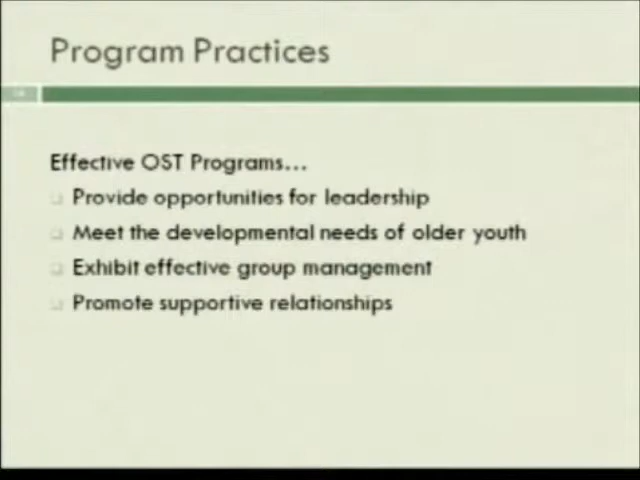 Program Practices
Effective OST Programs…
Provide opportunities for leadership
Meet the developmental needs of older youth
Exhibit effective group management
Promote supportive relationships